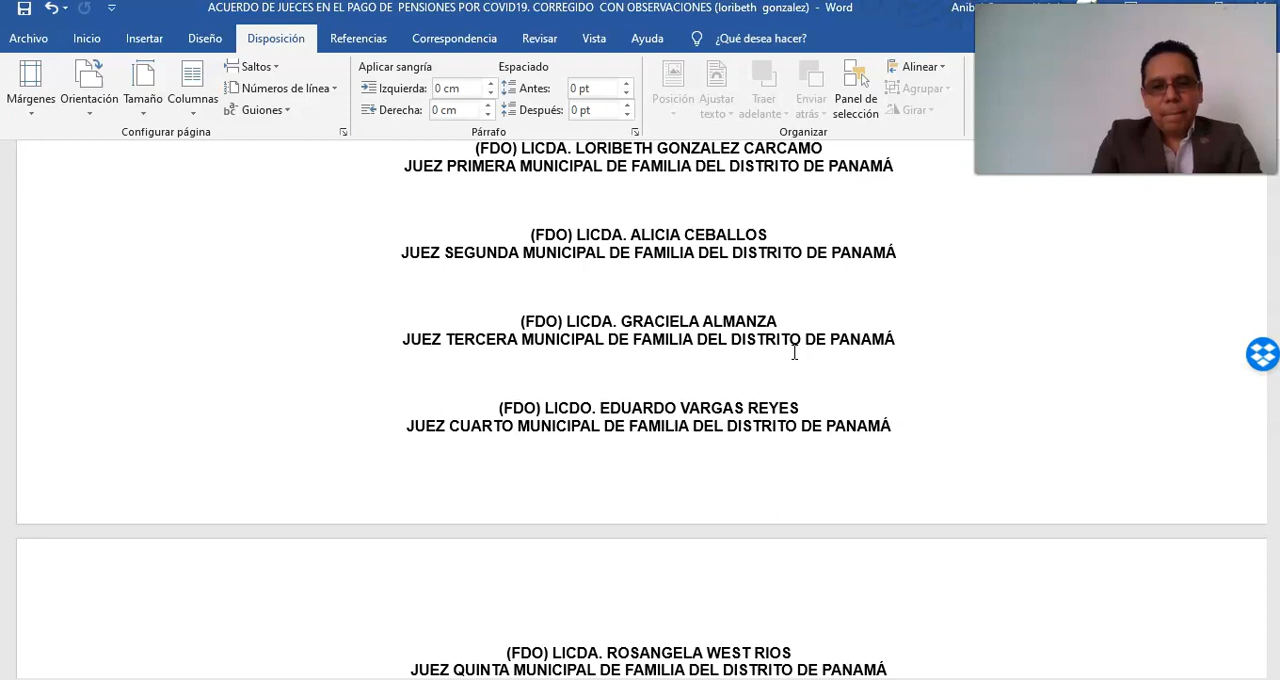 ACUERDO DE JUECES EN EL PAGO DE PENSIONES POR COVID19. CORREGIDO CON OBSERVACIONES (loribeth gonzalez) - Word
Archivo Inicio Insertar Diseño Disposición Referencias Correspondencia Revisar Vista Ayuda ¿Qué desea hacer?
Márgenes Orientación Tamaño Columnas
Saltos
Números de línea
Guiones
Configurar página
Aplicar sangría Espaciado
Izquierda: 0 cm Antes: 0 pt
Derecha: 0 cm Después: 0 pt
Párrafo
Posición Ajustar texto Traer adelante Enviar atrás Panel de selección
Alinear
Agrupar
Girar
Organizar
(FDO) LICDA. LORIBETH GONZALEZ CARCAMO
JUEZ PRIMERA MUNICIPAL DE FAMILIA DEL DISTRITO DE PANAMÁ
(FDO) LICDA. ALICIA CEBALLOS
JUEZ SEGUNDA MUNICIPAL DE FAMILIA DEL DISTRITO DE PANAMÁ
(FDO) LICDA. GRACIELA ALMANZA
JUEZ TERCERA MUNICIPAL DE FAMILIA DEL DISTRITO DE PANAMÁ
(FDO) LICDO. EDUARDO VARGAS REYES
JUEZ CUARTO MUNICIPAL DE FAMILIA DEL DISTRITO DE PANAMÁ
(FDO) LICDA. ROSANGELA WEST RIOS
JUEZ QUINTA MUNICIPAL DE FAMILIA DEL DISTRITO DE PANAMÁ